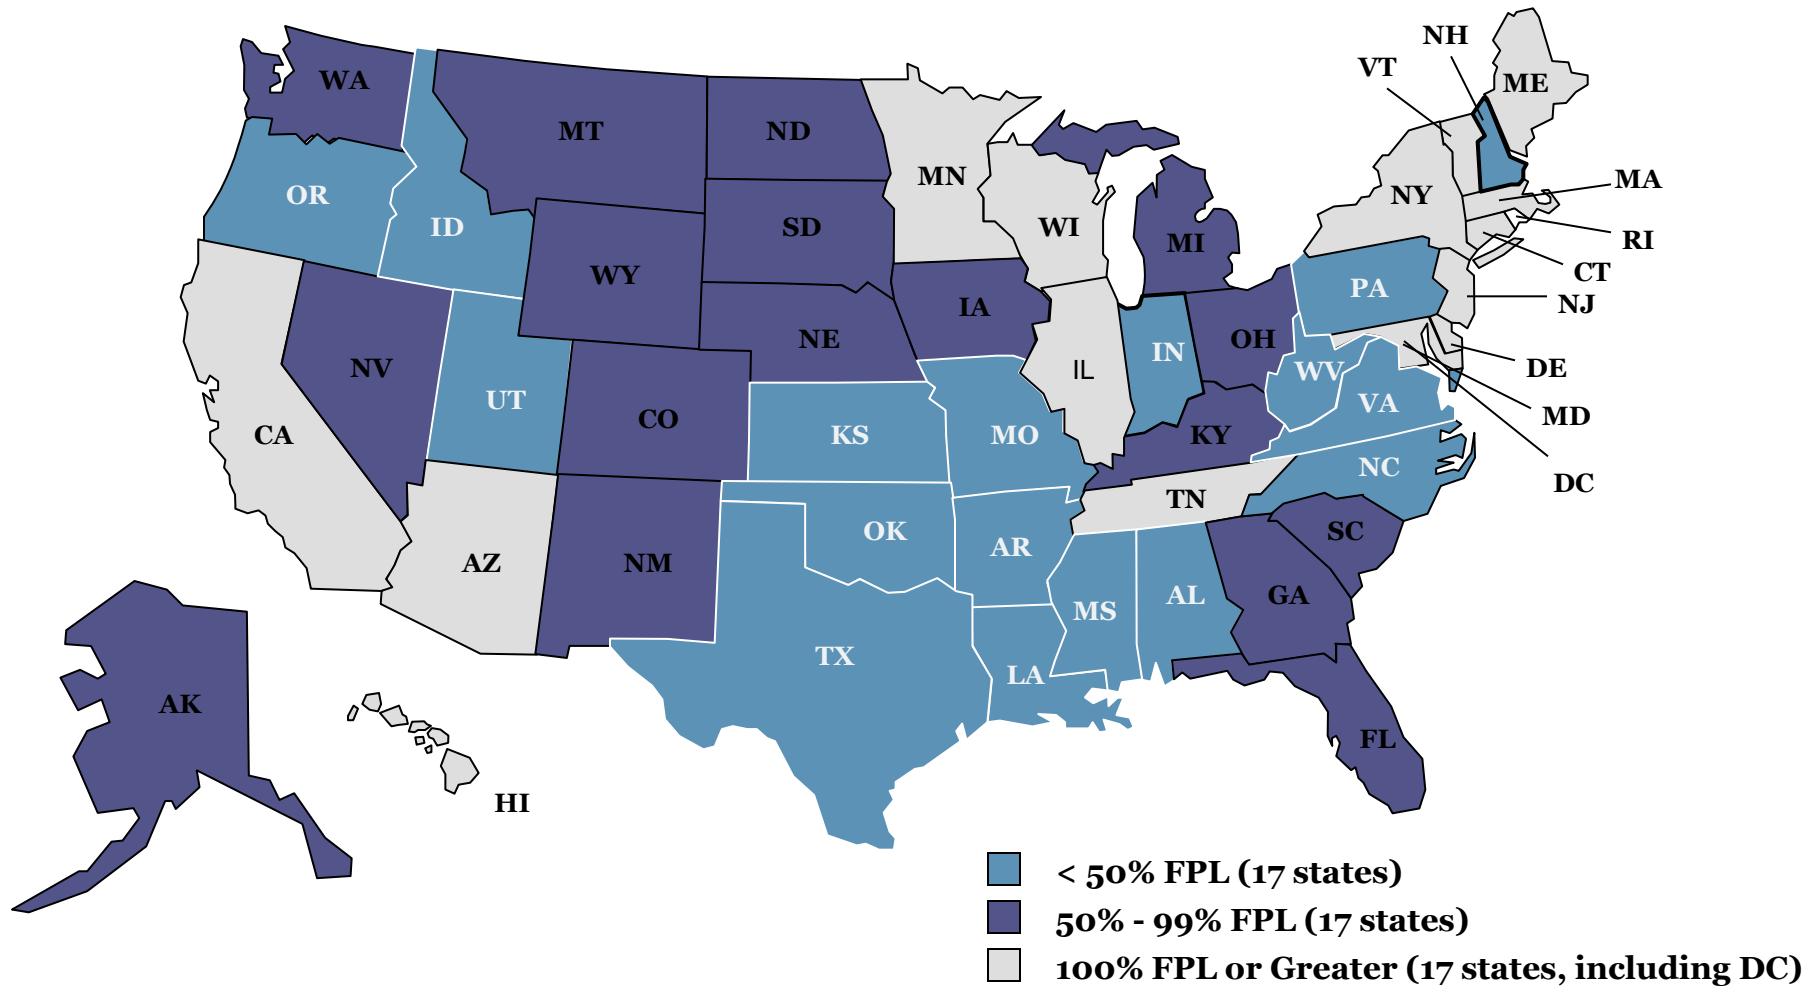 NH
VT
ME
WA
MT
ND
MN
MA
OR
ID
SD
WI
NY
MI
RI
WY
CT
PA
NJ
IA
NE
OH
IN
NV
IL
WV
DE
UT
VA
MD
CO
CA
KS
MO
KY
NC
DC
TN
OK
SC
AR
AZ
NM
GA
AL
MS
TX
LA
AK
FL
HI
< 50% FPL (17 states)
50% - 99% FPL (17 states)
100% FPL or Greater (17 states, including DC)